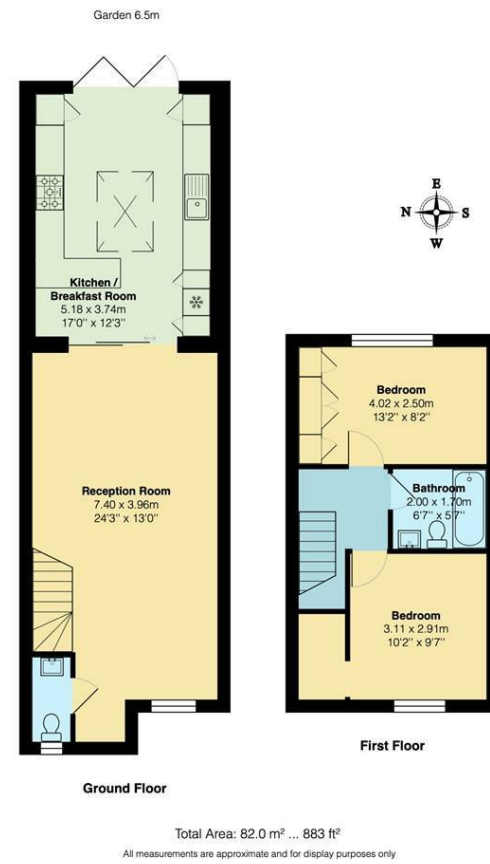 Garden 6.5m
Kitchen /
Breakfast Room
5.18 x 3.74m
17'0'' x 12'3''
Reception Room
7.40 x 3.96m
24'3'' x 13'0''
Ground Floor
E
N S
W
Bedroom
4.02 x 2.50m
13'2'' x 8'2''
Bathroom
2.00 x 1.70m
6'7'' x 5'7''
Bedroom
3.11 x 2.91m
10'2'' x 9'7''
First Floor
Total Area: 82.0 m² ... 883 ft²
All measurements are approximate and for display purposes only